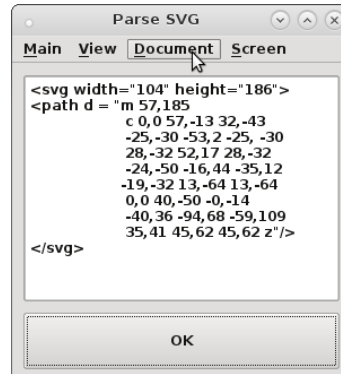 Parse SVG
Main View Document Screen
<svg width="104" height="186">
<path d = "m 57,185
c 0,0 57,-13 32,-43
-25,-30 -53,2 -25, -30
28,-32 52,17 28,-32
-24,-50 -16,44 -35,12
-19,-32 13,-64 13,-64
0,0 40,-50 -0,-14
-40,36 -94,68 -59,109
35,41 45,62 45,62 z"/>
</svg>
OK